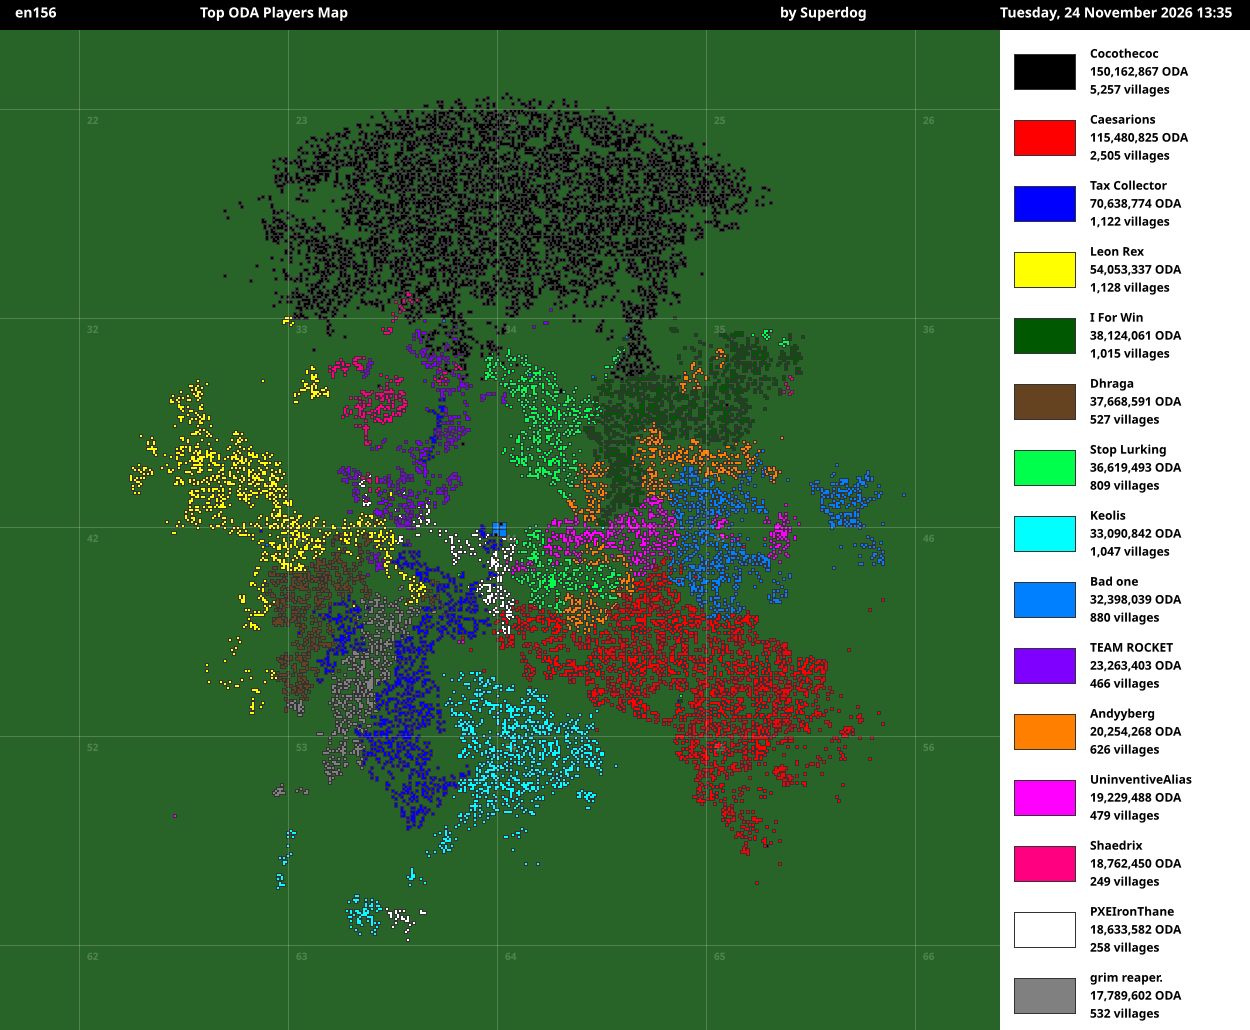 en156
Top ODA Players Map
by Superdog
Tuesday, 24 November 2026 13:35
22
23
25
26
32
33
34
35
36
42
46
52
53
56
62
63
64
65
66
Cocothecoc
150,162,867 ODA
5,257 villages
Caesarions
115,480,825 ODA
2,505 villages
Tax Collector
70,638,774 ODA
1,122 villages
Leon Rex
54,053,337 ODA
1,128 villages
I For Win
38,124,061 ODA
1,015 villages
Dhraga
37,668,591 ODA
527 villages
Stop Lurking
36,619,493 ODA
809 villages
Keolis
33,090,842 ODA
1,047 villages
Bad one
32,398,039 ODA
880 villages
TEAM ROCKET
23,263,403 ODA
466 villages
Andyyberg
20,254,268 ODA
626 villages
UninventiveAlias
19,229,488 ODA
479 villages
Shaedrix
18,762,450 ODA
249 villages
PXEIronThane
18,633,582 ODA
258 villages
grim reaper.
17,789,602 ODA
532 villages